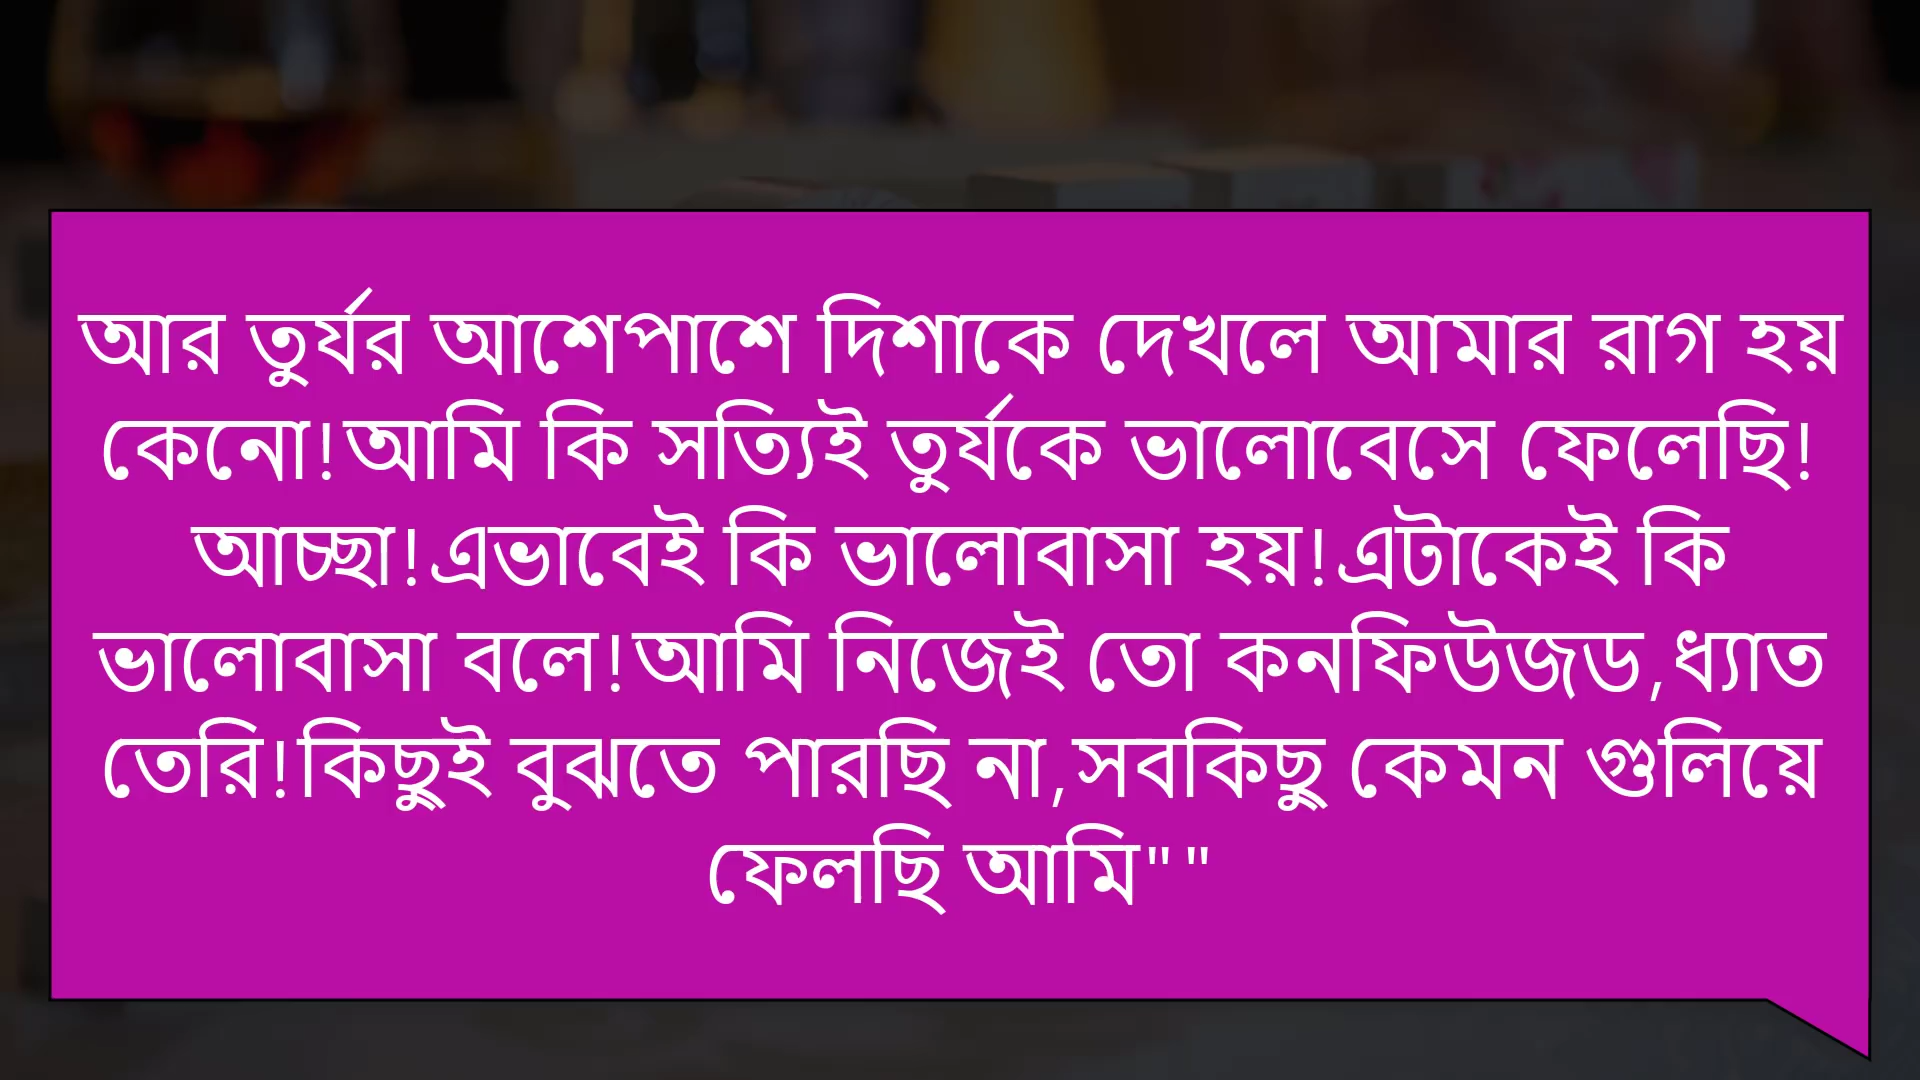 আর তুর্যর আশেপাশে দিশাকে দেখলে আমার রাগ হয়
কেনো!আমি কি সত্যিই তুর্যকে ভালোবেসে ফেলেছি!
আচ্ছা!এভাবেই কি ভালোবাসা হয়!এটাকেই কি
ভালোবাসা বলে!আমি নিজেই তো কনফিউজড,ধ্যাত
তেরি!কিছুই বুঝতে পারছি না,সবকিছু কেমন গুলিয়ে
ফেলছি আমি""